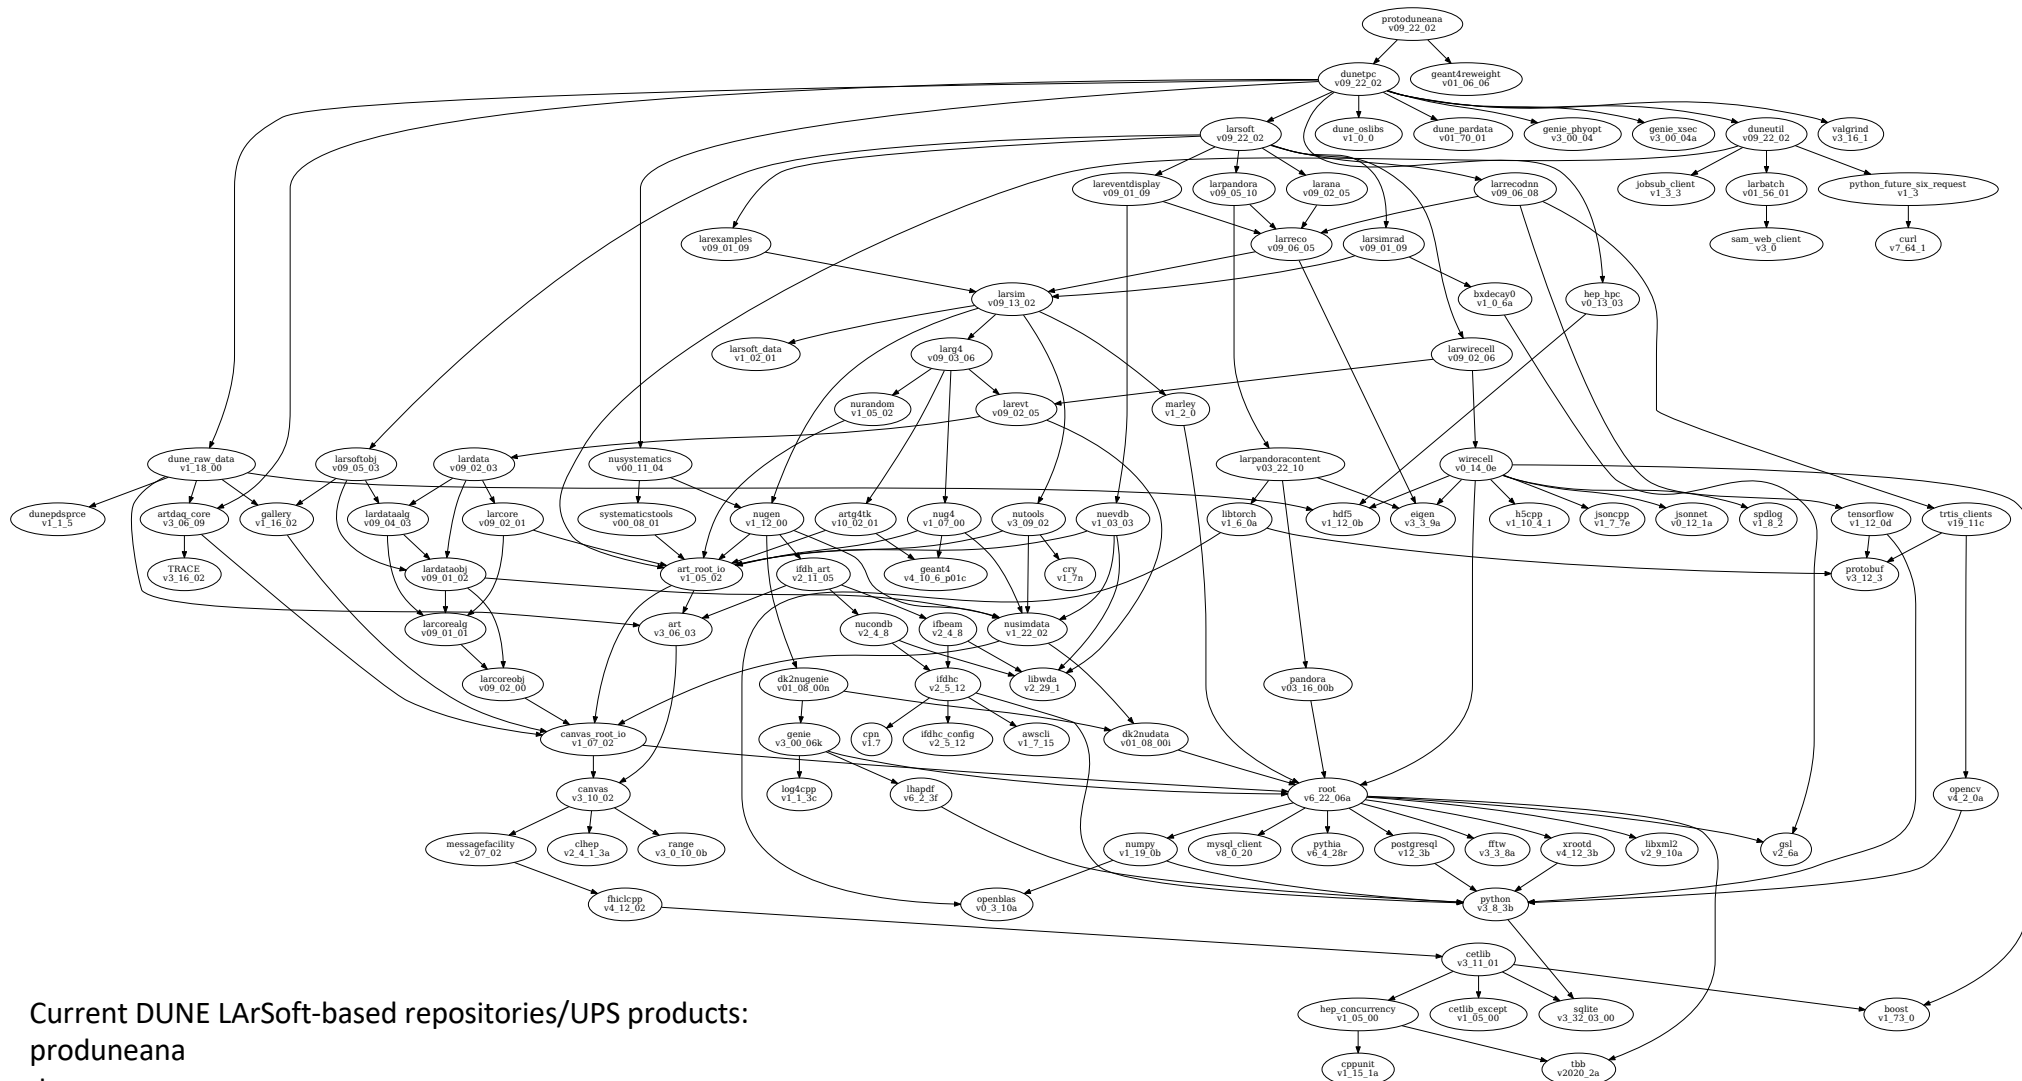 protoduneana
v09_22_02
dunetpc
v09_22_02
geant4reweight
v01_06_06
larsoft
v09_22_02
dune_oslibs
v1_0_0
dune_pardata
v01_70_01
genie_phyopt
v3_00_04
genie_xsec
v3_00_04a
duneutil
v09_22_02
valgrind
v3_16_1
lareventdisplay
v09_01_09
larpandora
v09_05_10
larana
v09_02_05
larrecodnn
v09_06_08
jobsub_client
v1_3_3
larbatch
v01_56_01
python_future_six_request
v1_3
larexamples
v09_01_09
larreco
v09_06_05
larsimrad
v09_01_09
sam_web_client
v3_0
curl
v7_64_1
larsim
v09_13_02
bxdecay0
v1_0_6a
hep_hpc
v0_13_03
larsoft_data
v1_02_01
larg4
v09_03_06
larwirecell
v09_02_06
nurandom
v1_05_02
larevt
v09_02_05
marley
v1_2_0
dune_raw_data
v1_18_00
larsoftobj
v09_05_03
lardata
v09_02_03
nusystematics
v00_11_04
larpandoracontent
v03_22_10
wirecell
v0_14_0e
dunepdsprce
v1_1_5
artdaq_core
v3_06_09
gallery
v1_16_02
lardataalg
v09_04_03
larcore
v09_02_01
systematicstools
v00_08_01
nugen
v1_12_00
artg4tk
v10_02_01
nug4
v1_07_00
nutools
v3_09_02
nuevdb
v1_03_03
libtorch
v1_6_0a
hdf5
v1_12_0b
eigen
v3_3_9a
h5cpp
v1_10_4_1
jsoncpp
v1_7_7e
jsonnet
v0_12_1a
spdlog
v1_8_2
tensorflow
v1_12_0d
trtis_clients
v19_11c
TRACE
v3_16_02
lardataobj
v09_01_02
art_root_io
v1_05_02
ifdh_art
v2_11_05
geant4
v4_10_6_p01c
cry
v1_7n
protobuf
v3_12_3
larcorealg
v09_01_01
art
v3_06_03
nucondb
v2_4_8
ifbeam
v2_4_8
nusimdata
v1_22_02
larcoreobj
v09_02_00
dk2nugenie
v01_08_00n
ifdhc
v2_5_12
libwda
v2_29_1
pandora
v03_16_00b
canvas_root_io
v1_07_02
genie
v3_00_06k
cpn
v1.7
ifdhc_config
v2_5_12
awscli
v1_7_15
dk2nudata
v01_08_00i
canvas
v3_10_02
log4cpp
v1_1_3c
lhapdf
v6_2_3f
root
v6_22_06a
opencv
v4_2_0a
messagefacility
v2_07_02
clhep
v2_4_1_3a
range
v3_0_10_0b
numpy
v1_19_0b
mysql_client
v8_0_20
pythia
v6_4_28r
postgresql
v12_3b
fftw
v3_3_8a
xrootd
v4_12_3b
libxml2
v2_9_10a
gsl
v2_6a
fhiclcpp
v4_12_02
openblas
v0_3_10a
python
v3_8_3b
cetlib
v3_11_01
hep_concurrency
v1_05_00
cetlib_except
v1_05_00
sqlite
v3_32_03_00
boost
v1_73_0
cppunit
v1_15_1a
tbb
v2020_2a
Current DUNE LArSoft-based repositories/UPS products:
produneana